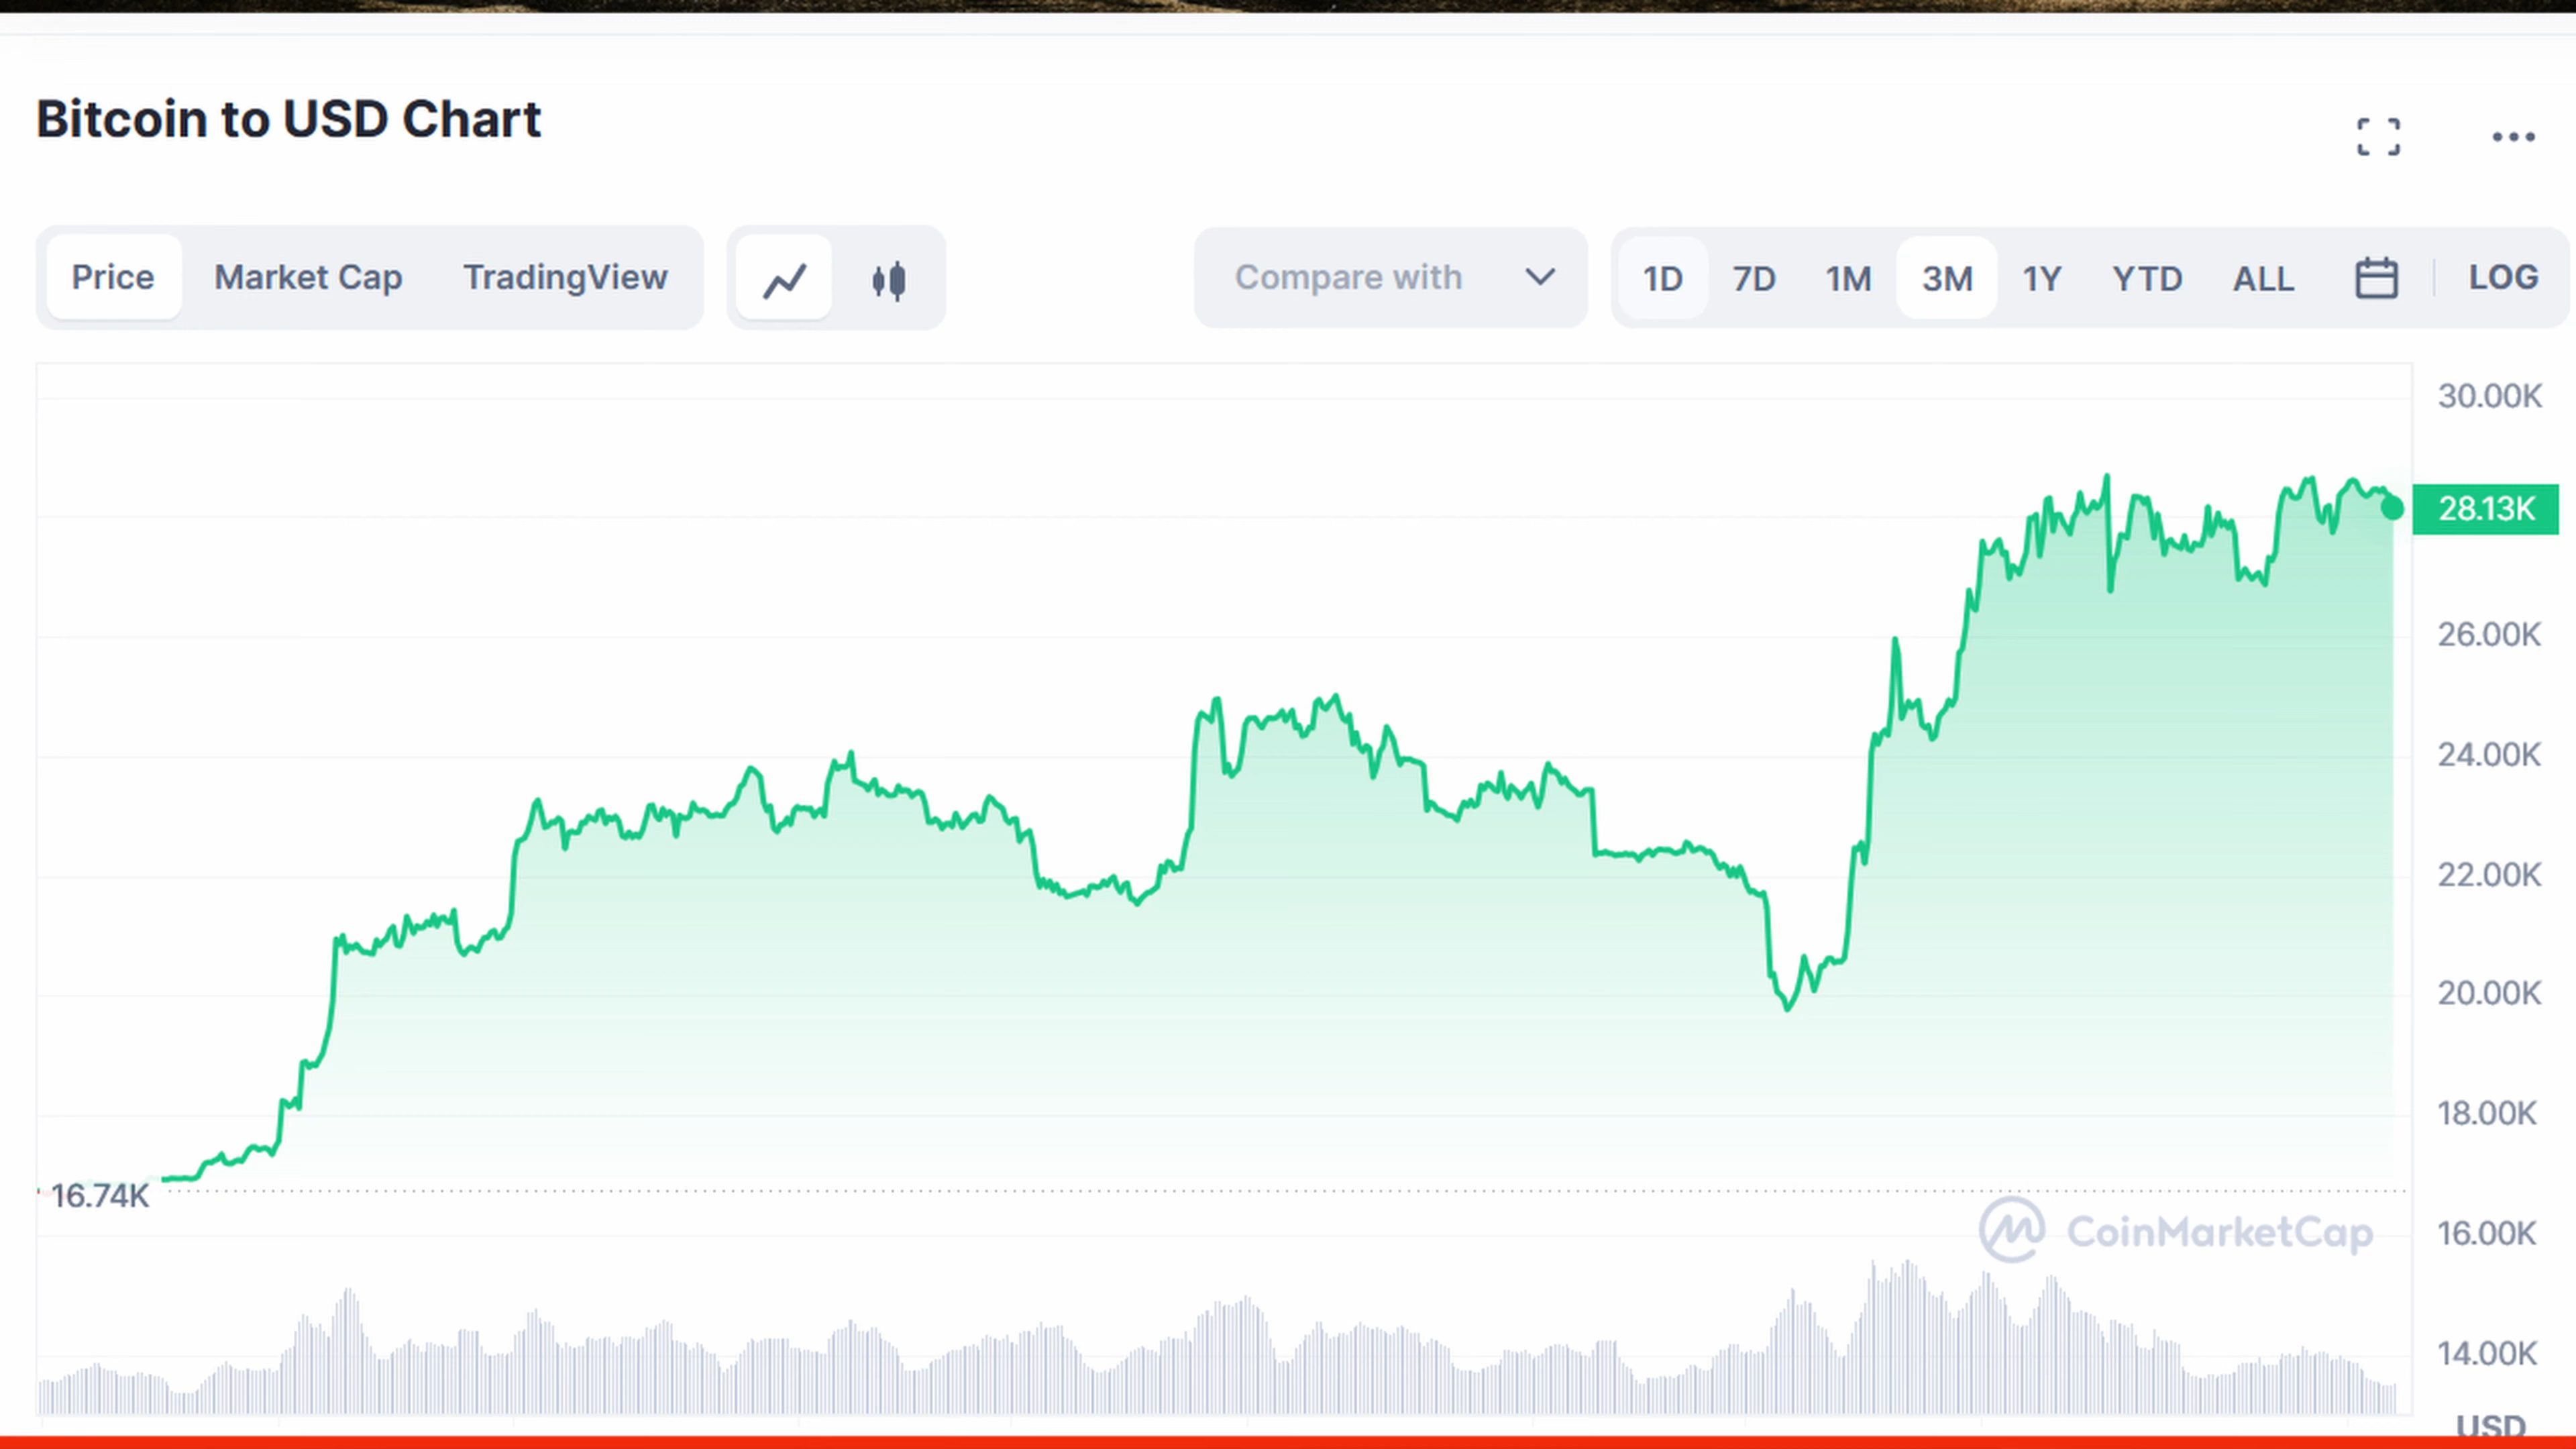 Bitcoin to USD Chart
Price Market Cap TradingView Compare with 1D 7D 1M 3M 1Y YTD ALL LOG
30.00K
28.13K
26.00K
24.00K
22.00K
20.00K
18.00K
16.74K
CoinMarketCap
16.00K
14.00K
USD